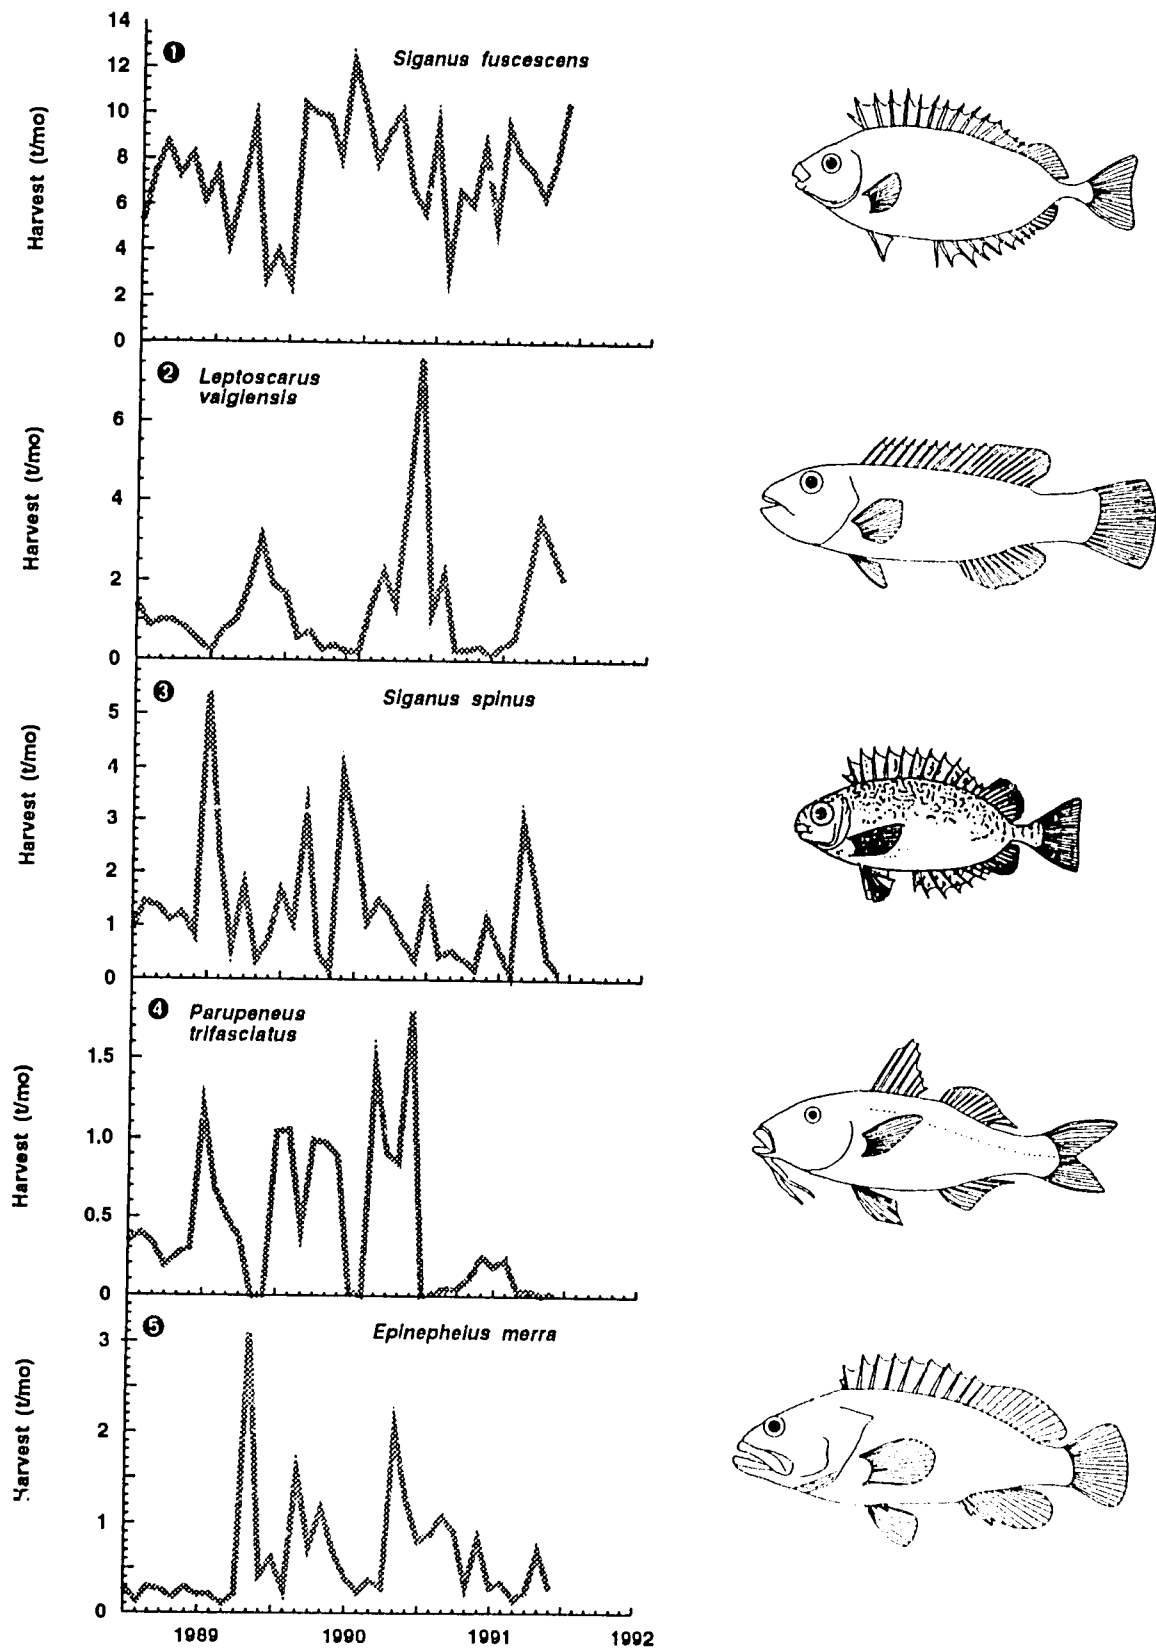 14
❶
Siganus fuscescens
12
10
8
6
4
2
0
Harvest (t/mo)
❷ Leptoscarus
vaigiensis
6
4
2
0
Harvest (t/mo)
❸
Siganus spinus
5
4
3
2
1
0
Harvest (t/mo)
❹ Parupeneus
trifasciatus
1.5
1.0
0.5
0
Harvest (t/mo)
❺
Epinephelus merra
3
2
1
0
Harvest (t/mo)
1989 1990 1991 1992